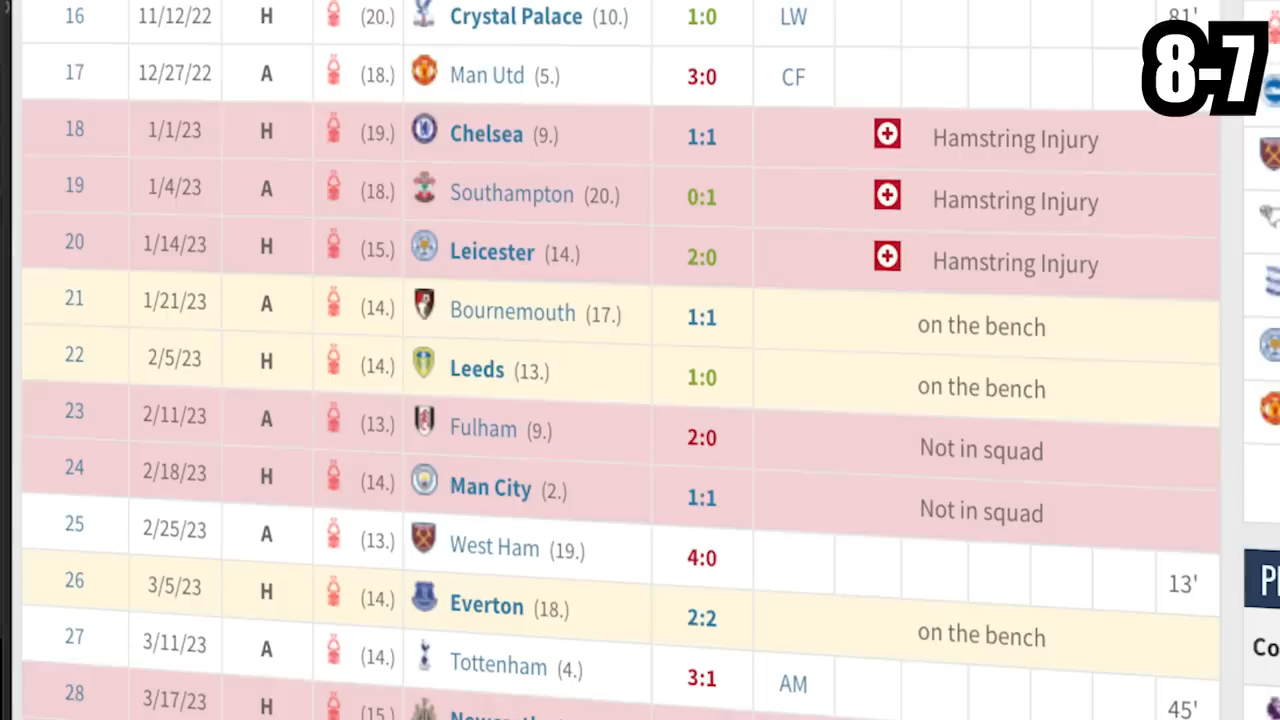 16 11/12/22 H (20.) Crystal Palace (10.) 1:0 LW 81'
8-7
17 12/27/22 A (18.) Man Utd (5.) 3:0 CF
18 1/1/23 H (19.) Chelsea (9.) 1:1 Hamstring Injury
19 1/4/23 A (18.) Southampton (20.) 0:1 Hamstring Injury
20 1/14/23 H (15.) Leicester (14.) 2:0 Hamstring Injury
21 1/21/23 A (14.) Bournemouth (17.) 1:1 on the bench
22 2/5/23 H (14.) Leeds (13.) 1:0 on the bench
23 2/11/23 A (13.) Fulham (9.) 2:0 Not in squad
24 2/18/23 H (14.) Man City (2.) 1:1 Not in squad
25 2/25/23 A (13.) West Ham (19.) 4:0 13'
26 3/5/23 H (14.) Everton (18.) 2:2 on the bench
27 3/11/23 A (14.) Tottenham (4.) 3:1 AM 45'
28 3/17/23 H (15.)
Co